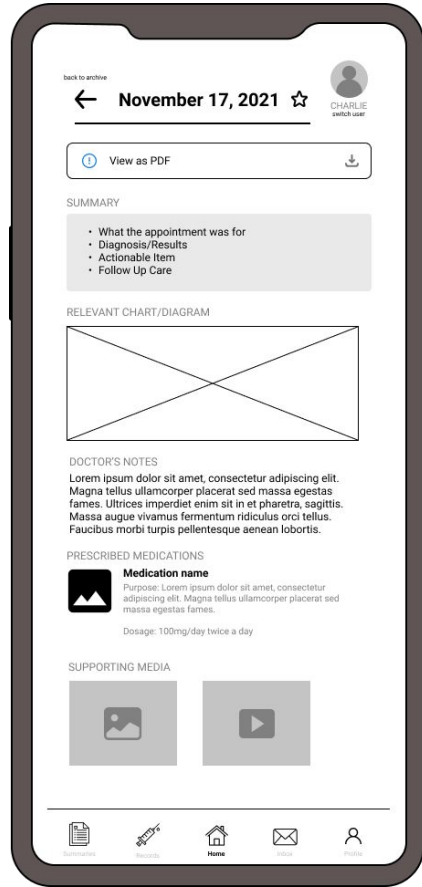 back to archive
November 17, 2021
CHARLIE
switch user
View as PDF
SUMMARY
• What the appointment was for
• Diagnosis/Results
• Actionable Item
• Follow Up Care
RELEVANT CHART/DIAGRAM
DOCTOR'S NOTES
Lorem ipsum dolor sit amet, consectetur adipiscing elit.
Magna tellus ullamcorper placerat sed massa egestas
fames. Ultrices imperdiet enim sit in et pharetra, sagittis.
Massa augue vivamus fermentum ridiculus orci tellus.
Faucibus morbi turpis pellentesque aenean lobortis.
PRESCRIBED MEDICATIONS
Medication name
Purpose: Lorem ipsum dolor sit amet, consectetur
adipiscing elit. Magna tellus ullamcorper placerat sed
massa egestas fames.
Dosage: 100mg/day twice a day
SUPPORTING MEDIA
Summaries
Records
Home
Inbox
Profile